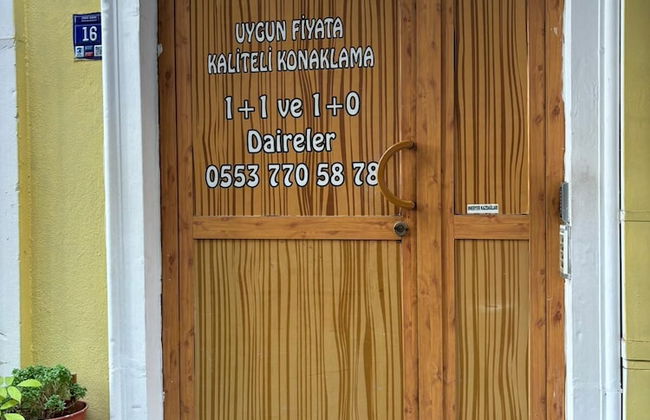 16
UYGUN FİYATA
KALİTELİ KONAKLAMA
1+1 ve 1+0
Daireler
0553 770 58 78